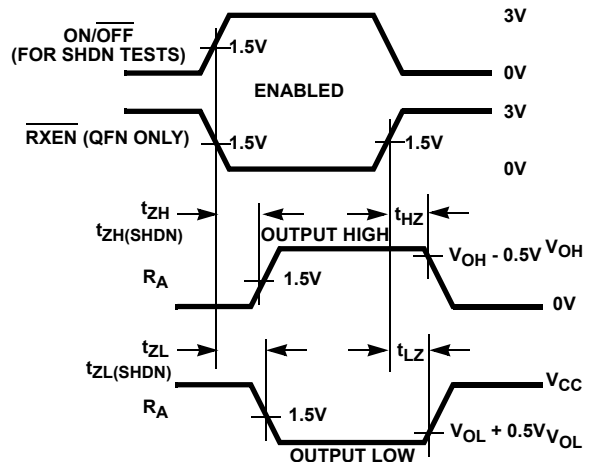 ON/OFF
(FOR SHDN TESTS)
3V
1.5V
0V
ENABLED
3V
RXEN (QFN ONLY)
1.5V
1.5V
0V
tZH
tZH(SHDN)
tHZ
OUTPUT HIGH
VOH - 0.5V
VOH
RA
1.5V
0V
tZL
tZL(SHDN)
tLZ
VCC
RA
1.5V
VOL + 0.5V
VOL
OUTPUT LOW